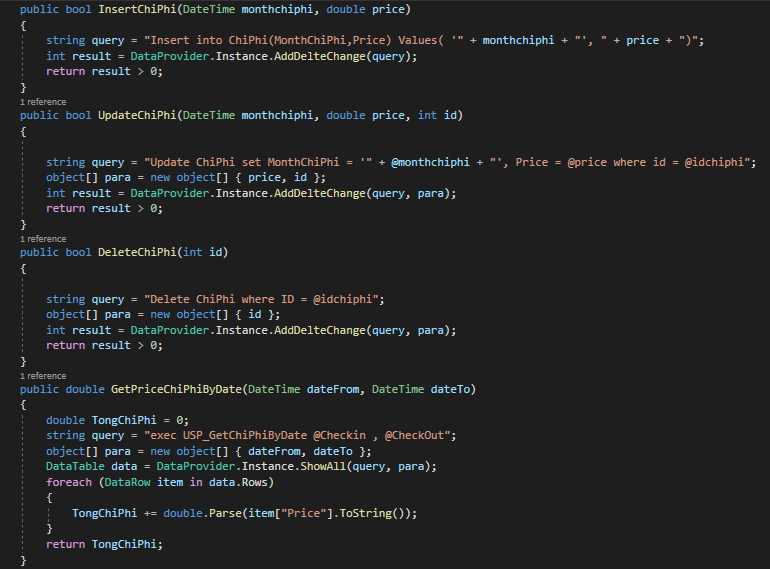 public bool InsertChiPhi(DateTime monthchiphi, double price)
{
string query = "Insert into ChiPhi(MonthChiPhi,Price) Values( '" + monthchiphi + "', " + price + ")";
int result = DataProvider.Instance.AddDelteChange(query);
return result > 0;
}
1 reference
public bool UpdateChiPhi(DateTime monthchiphi, double price, int id)
{
string query = "Update ChiPhi set MonthChiPhi = '" + @monthchiphi + "', Price = @price where id = @idchiphi";
object[] para = new object[] { price, id };
int result = DataProvider.Instance.AddDelteChange(query, para);
return result > 0;
}
1 reference
public bool DeleteChiPhi(int id)
{
string query = "Delete ChiPhi where ID = @idchiphi";
object[] para = new object[] { id };
int result = DataProvider.Instance.AddDelteChange(query, para);
return result > 0;
}
1 reference
public double GetPriceChiPhiByDate(DateTime dateFrom, DateTime dateTo)
{
double TongChiPhi = 0;
string query = "exec USP_GetChiPhiByDate @Checkin , @CheckOut";
object[] para = new object[] { dateFrom, dateTo };
DataTable data = DataProvider.Instance.ShowAll(query, para);
foreach (DataRow item in data.Rows)
{
TongChiPhi += double.Parse(item["Price"].ToString());
}
return TongChiPhi;
}